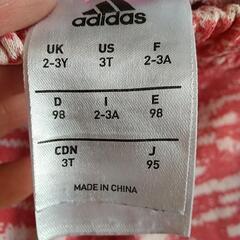 adidas
UK US F
2-3Y 3T 2-3A
D I E
98 2-3A 98
CDN J
3T 95
MADE IN CHINA